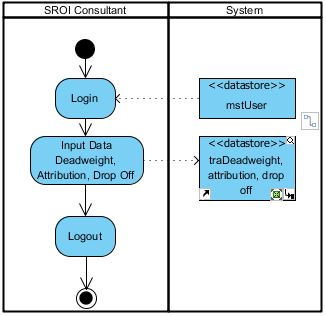 SROI Consultant
System
Login
<<datastore>>
mstUser
Input Data
Deadweight,
Attribution, Drop Off
<<datastore>>
traDeadweight,
attribution, drop
off
Logout